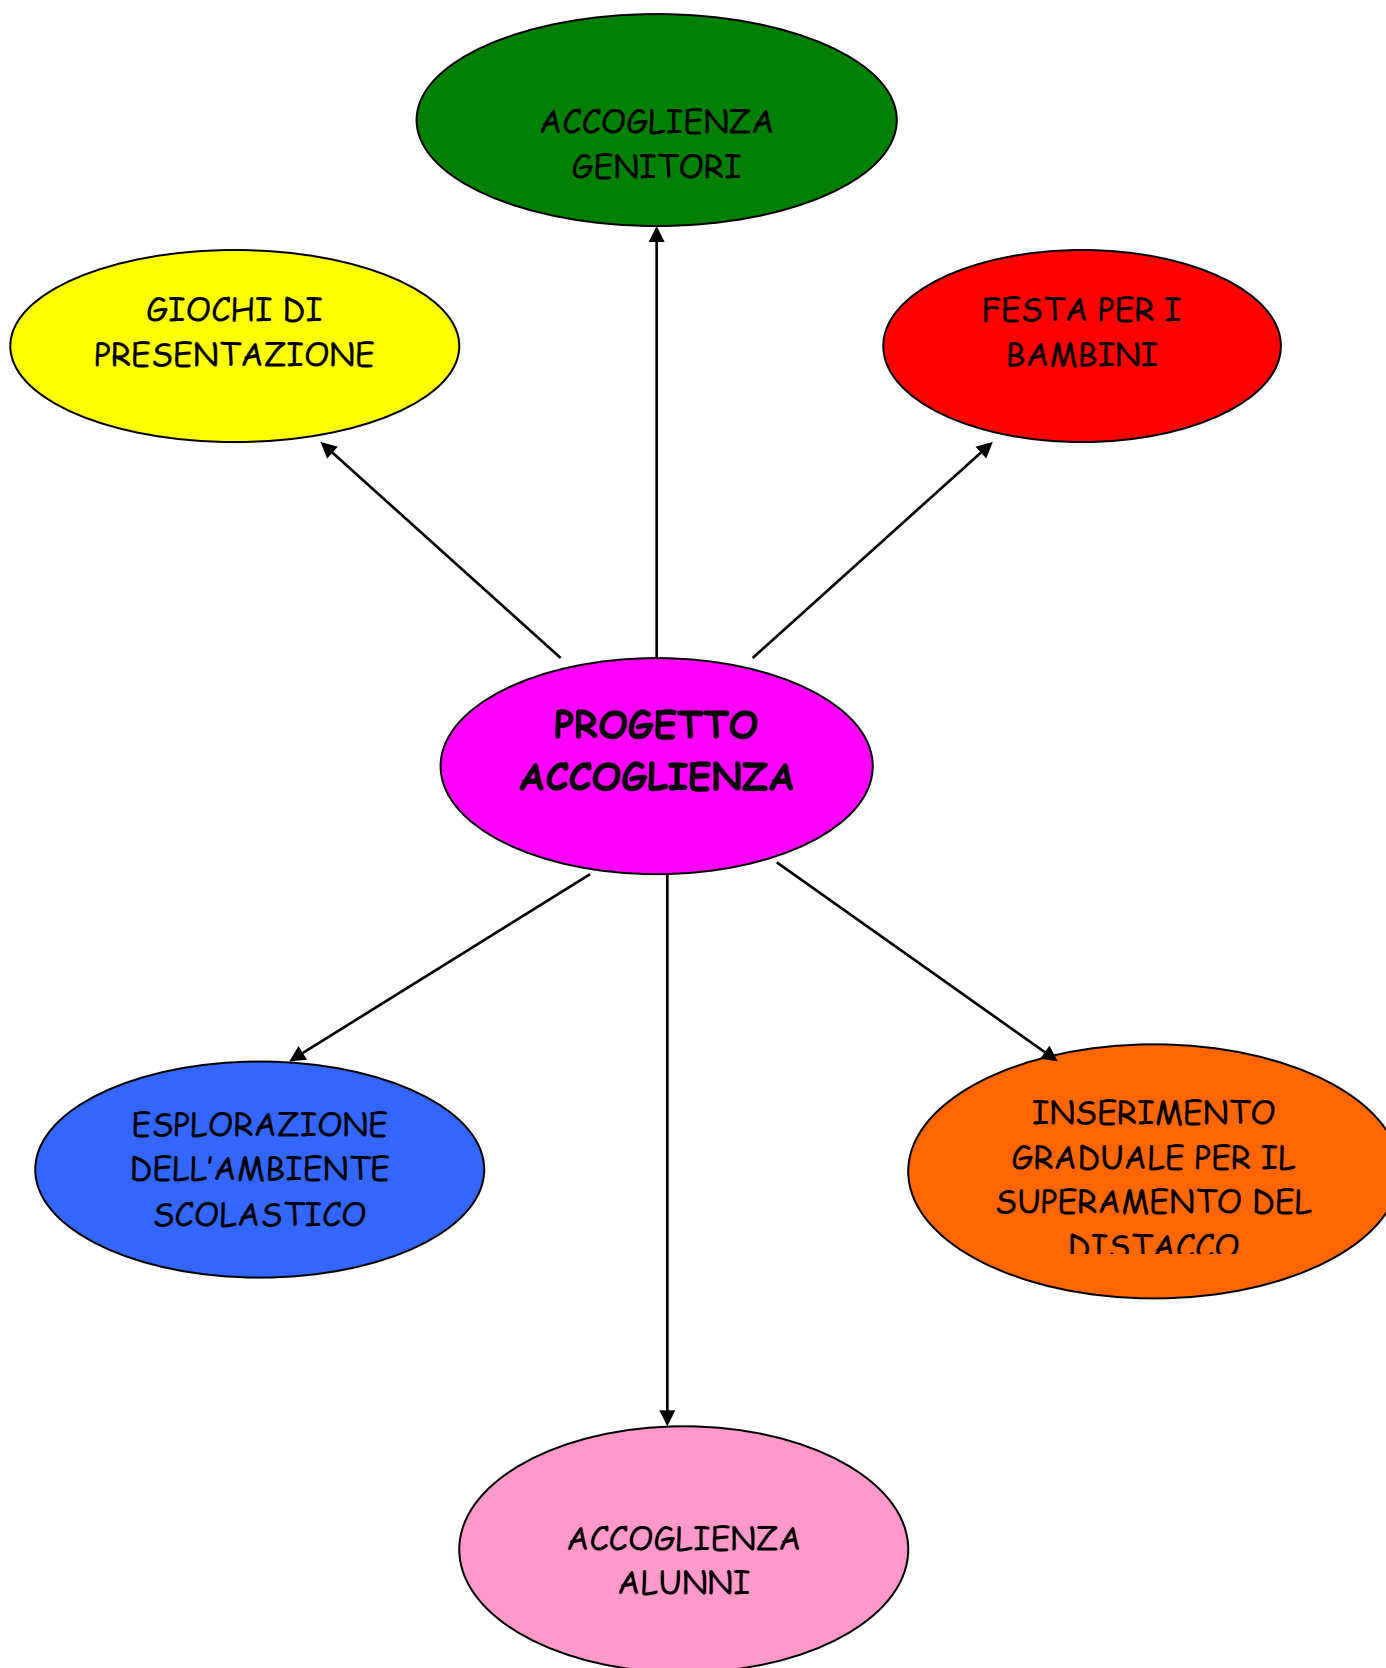 ACCOGLIENZA
GENITORI
GIOCHI DI
PRESENTAZIONE
FESTA PER I
BAMBINI
PROGETTO
ACCOGLIENZA
ESPLORAZIONE
DELL'AMBIENTE
SCOLASTICO
INSERIMENTO
GRADUALE PER IL
SUPERAMENTO DEL
DISTACCO
ACCOGLIENZA
ALUNNI